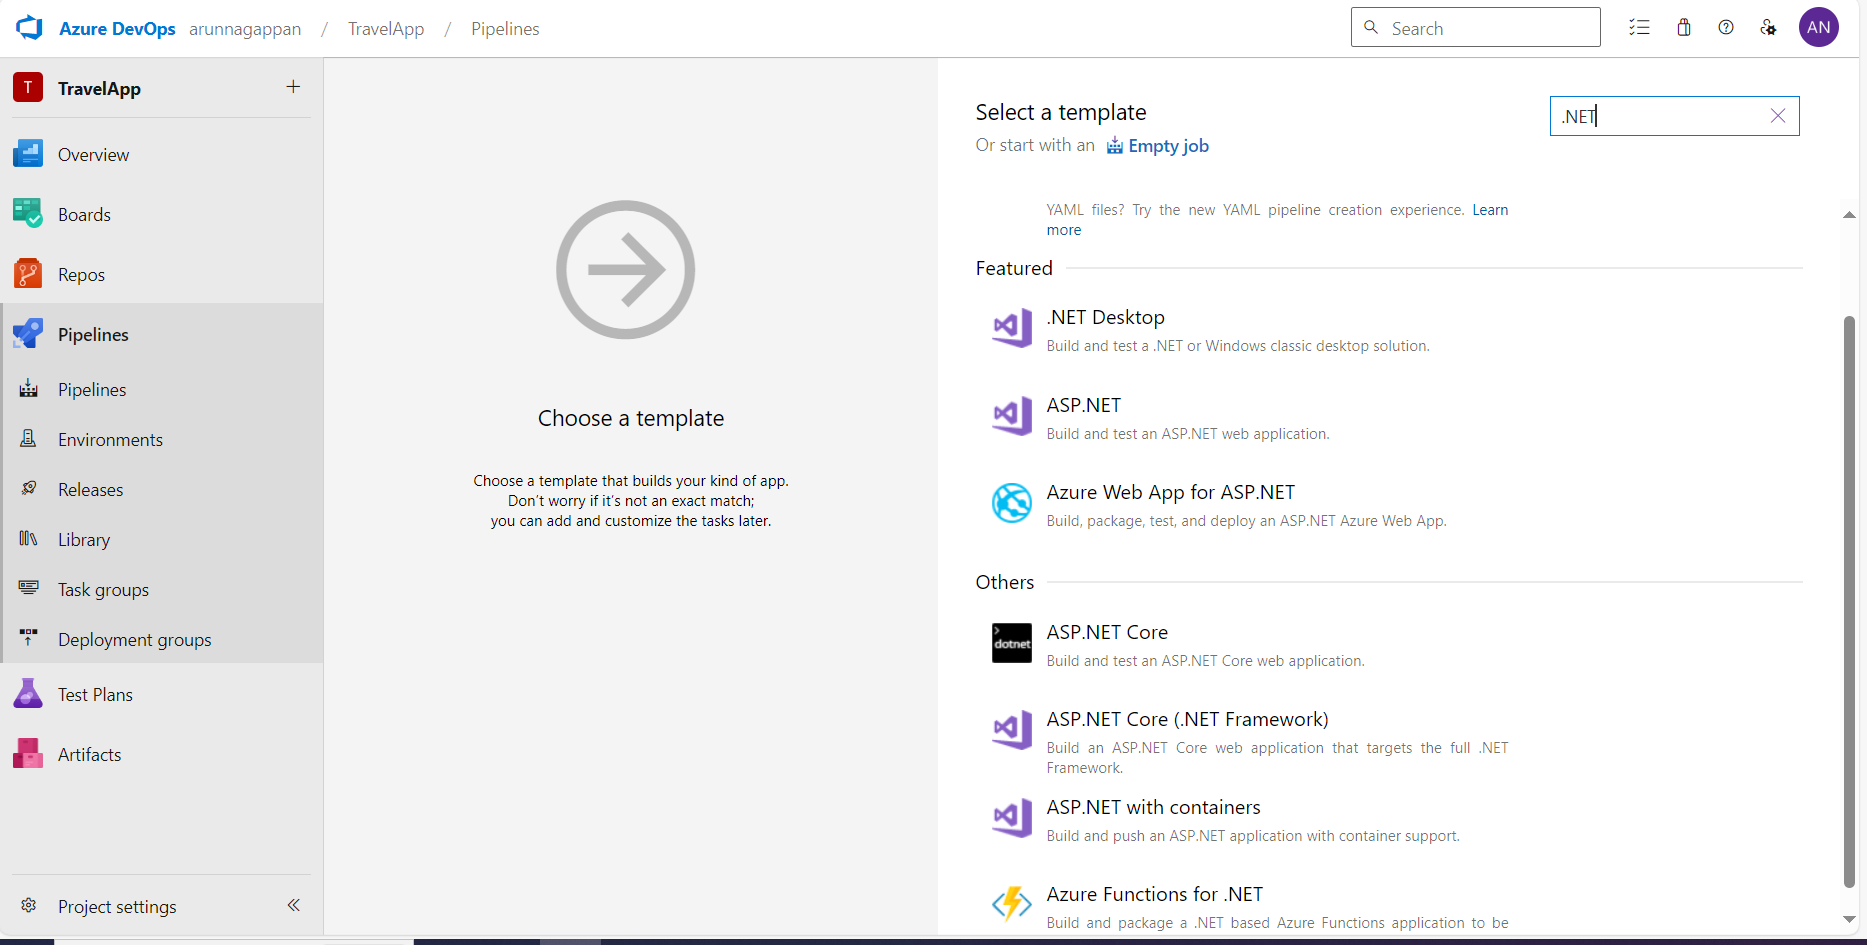 Azure DevOps arunnagappan / TravelApp / Pipelines
Search
AN
T TravelApp +
Overview
Boards
Repos
Pipelines
Pipelines
Environments
Releases
Library
Task groups
Deployment groups
Test Plans
Artifacts
Project settings
Choose a template
Choose a template that builds your kind of app.
Don't worry if it's not an exact match;
you can add and customize the tasks later.
Select a template
.NET
Or start with an Empty job
YAML files? Try the new YAML pipeline creation experience. Learn
more
Featured
.NET Desktop
Build and test a .NET or Windows classic desktop solution.
ASP.NET
Build and test an ASP.NET web application.
Azure Web App for ASP.NET
Build, package, test, and deploy an ASP.NET Azure Web App.
Others
dotnet
ASP.NET Core
Build and test an ASP.NET Core web application.
ASP.NET Core (.NET Framework)
Build an ASP.NET Core web application that targets the full .NET
Framework.
ASP.NET with containers
Build and push an ASP.NET application with container support.
Azure Functions for .NET
Build and package a .NET based Azure Functions application to be